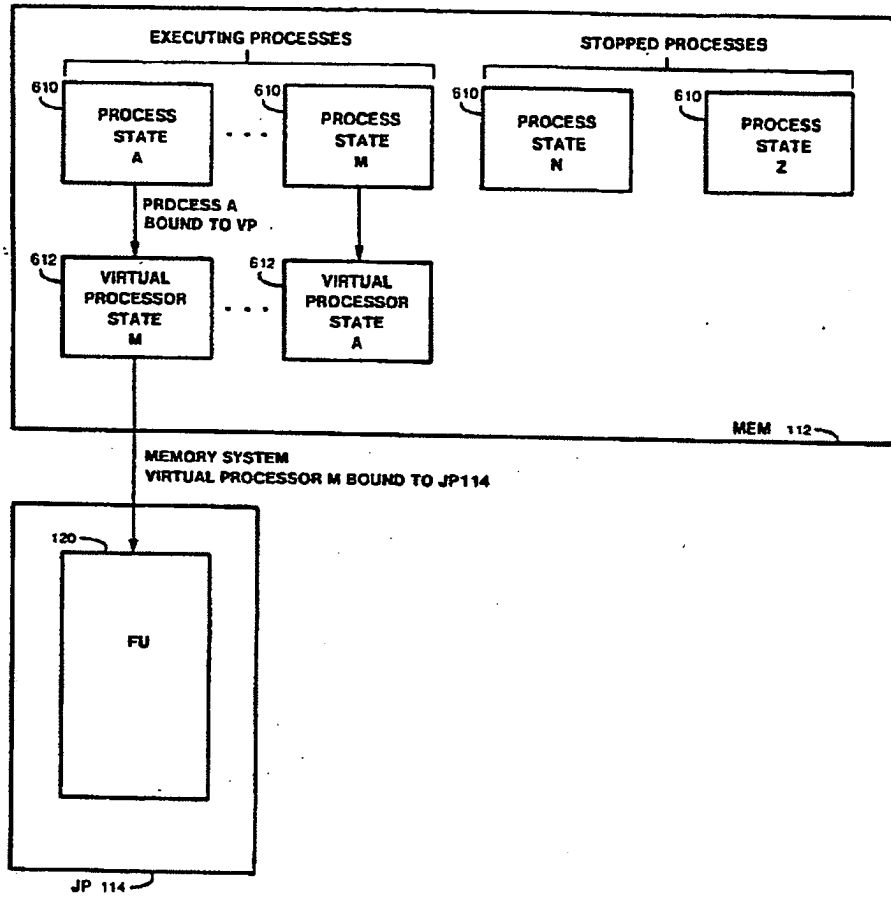 EXECUTING PROCESSES
STOPPED PROCESSES
610
PROCESS
STATE
A
610
PROCESS
STATE
M
610
PROCESS
STATE
N
610
PROCESS
STATE
Z
PROCESS A
BOUND TO VP
612
VIRTUAL
PROCESSOR
STATE
M
612
VIRTUAL
PROCESSOR
STATE
A
MEM 112
MEMORY SYSTEM
VIRTUAL PROCESSOR M BOUND TO JP114
120
FU
JP 114